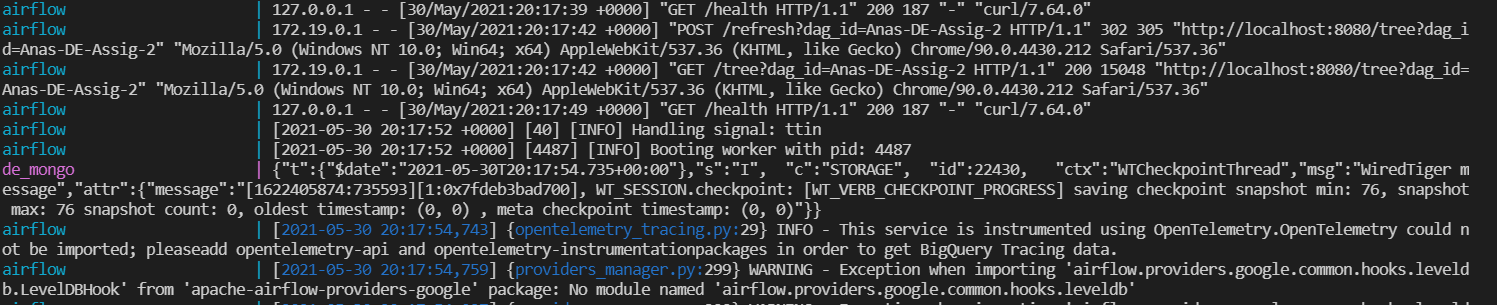 airflow | 127.0.0.1 - - [30/May/2021:20:17:39 +0000] "GET /health HTTP/1.1" 200 187 "-" "curl/7.64.0"
airflow | 172.19.0.1 - - [30/May/2021:20:17:42 +0000] "POST /refresh?dag_id=Anas-DE-Assig-2 HTTP/1.1" 302 305 "http://localhost:8080/tree?dag_i
d=Anas-DE-Assig-2" "Mozilla/5.0 (Windows NT 10.0; Win64; x64) AppleWebKit/537.36 (KHTML, like Gecko) Chrome/90.0.4430.212 Safari/537.36"
airflow | 172.19.0.1 - - [30/May/2021:20:17:42 +0000] "GET /tree?dag_id=Anas-DE-Assig-2 HTTP/1.1" 200 15048 "http://localhost:8080/tree?dag_id=
Anas-DE-Assig-2" "Mozilla/5.0 (Windows NT 10.0; Win64; x64) AppleWebKit/537.36 (KHTML, like Gecko) Chrome/90.0.4430.212 Safari/537.36"
airflow | 127.0.0.1 - - [30/May/2021:20:17:49 +0000] "GET /health HTTP/1.1" 200 187 "-" "curl/7.64.0"
airflow | [2021-05-30 20:17:52 +0000] [40] [INFO] Handling signal: ttin
airflow | [2021-05-30 20:17:52 +0000] [4487] [INFO] Booting worker with pid: 4487
de_mongo | {"t":{"$date":"2021-05-30T20:17:54.735+00:00"},"s":"I", "c":"STORAGE", "id":22430, "ctx":"WTCheckpointThread","msg":"WiredTiger m
essage","attr":{"message":"[1622405874:735593][1:0x7fdeb3bad700], WT_SESSION.checkpoint: [WT_VERB_CHECKPOINT_PROGRESS] saving checkpoint snapshot min: 76, snapshot
max: 76 snapshot count: 0, oldest timestamp: (0, 0) , meta checkpoint timestamp: (0, 0)"}}
airflow | [2021-05-30 20:17:54,743] {opentelemetry_tracing.py:29} INFO - This service is instrumented using OpenTelemetry.OpenTelemetry could n
ot be imported; pleaseadd opentelemetry-api and opentelemetry-instrumentationpackages in order to get BigQuery Tracing data.
airflow | [2021-05-30 20:17:54,759] {providers_manager.py:299} WARNING - Exception when importing 'airflow.providers.google.common.hooks.leveld
b.LevelDBHook' from 'apache-airflow-providers-google' package: No module named 'airflow.providers.google.common.hooks.leveldb'